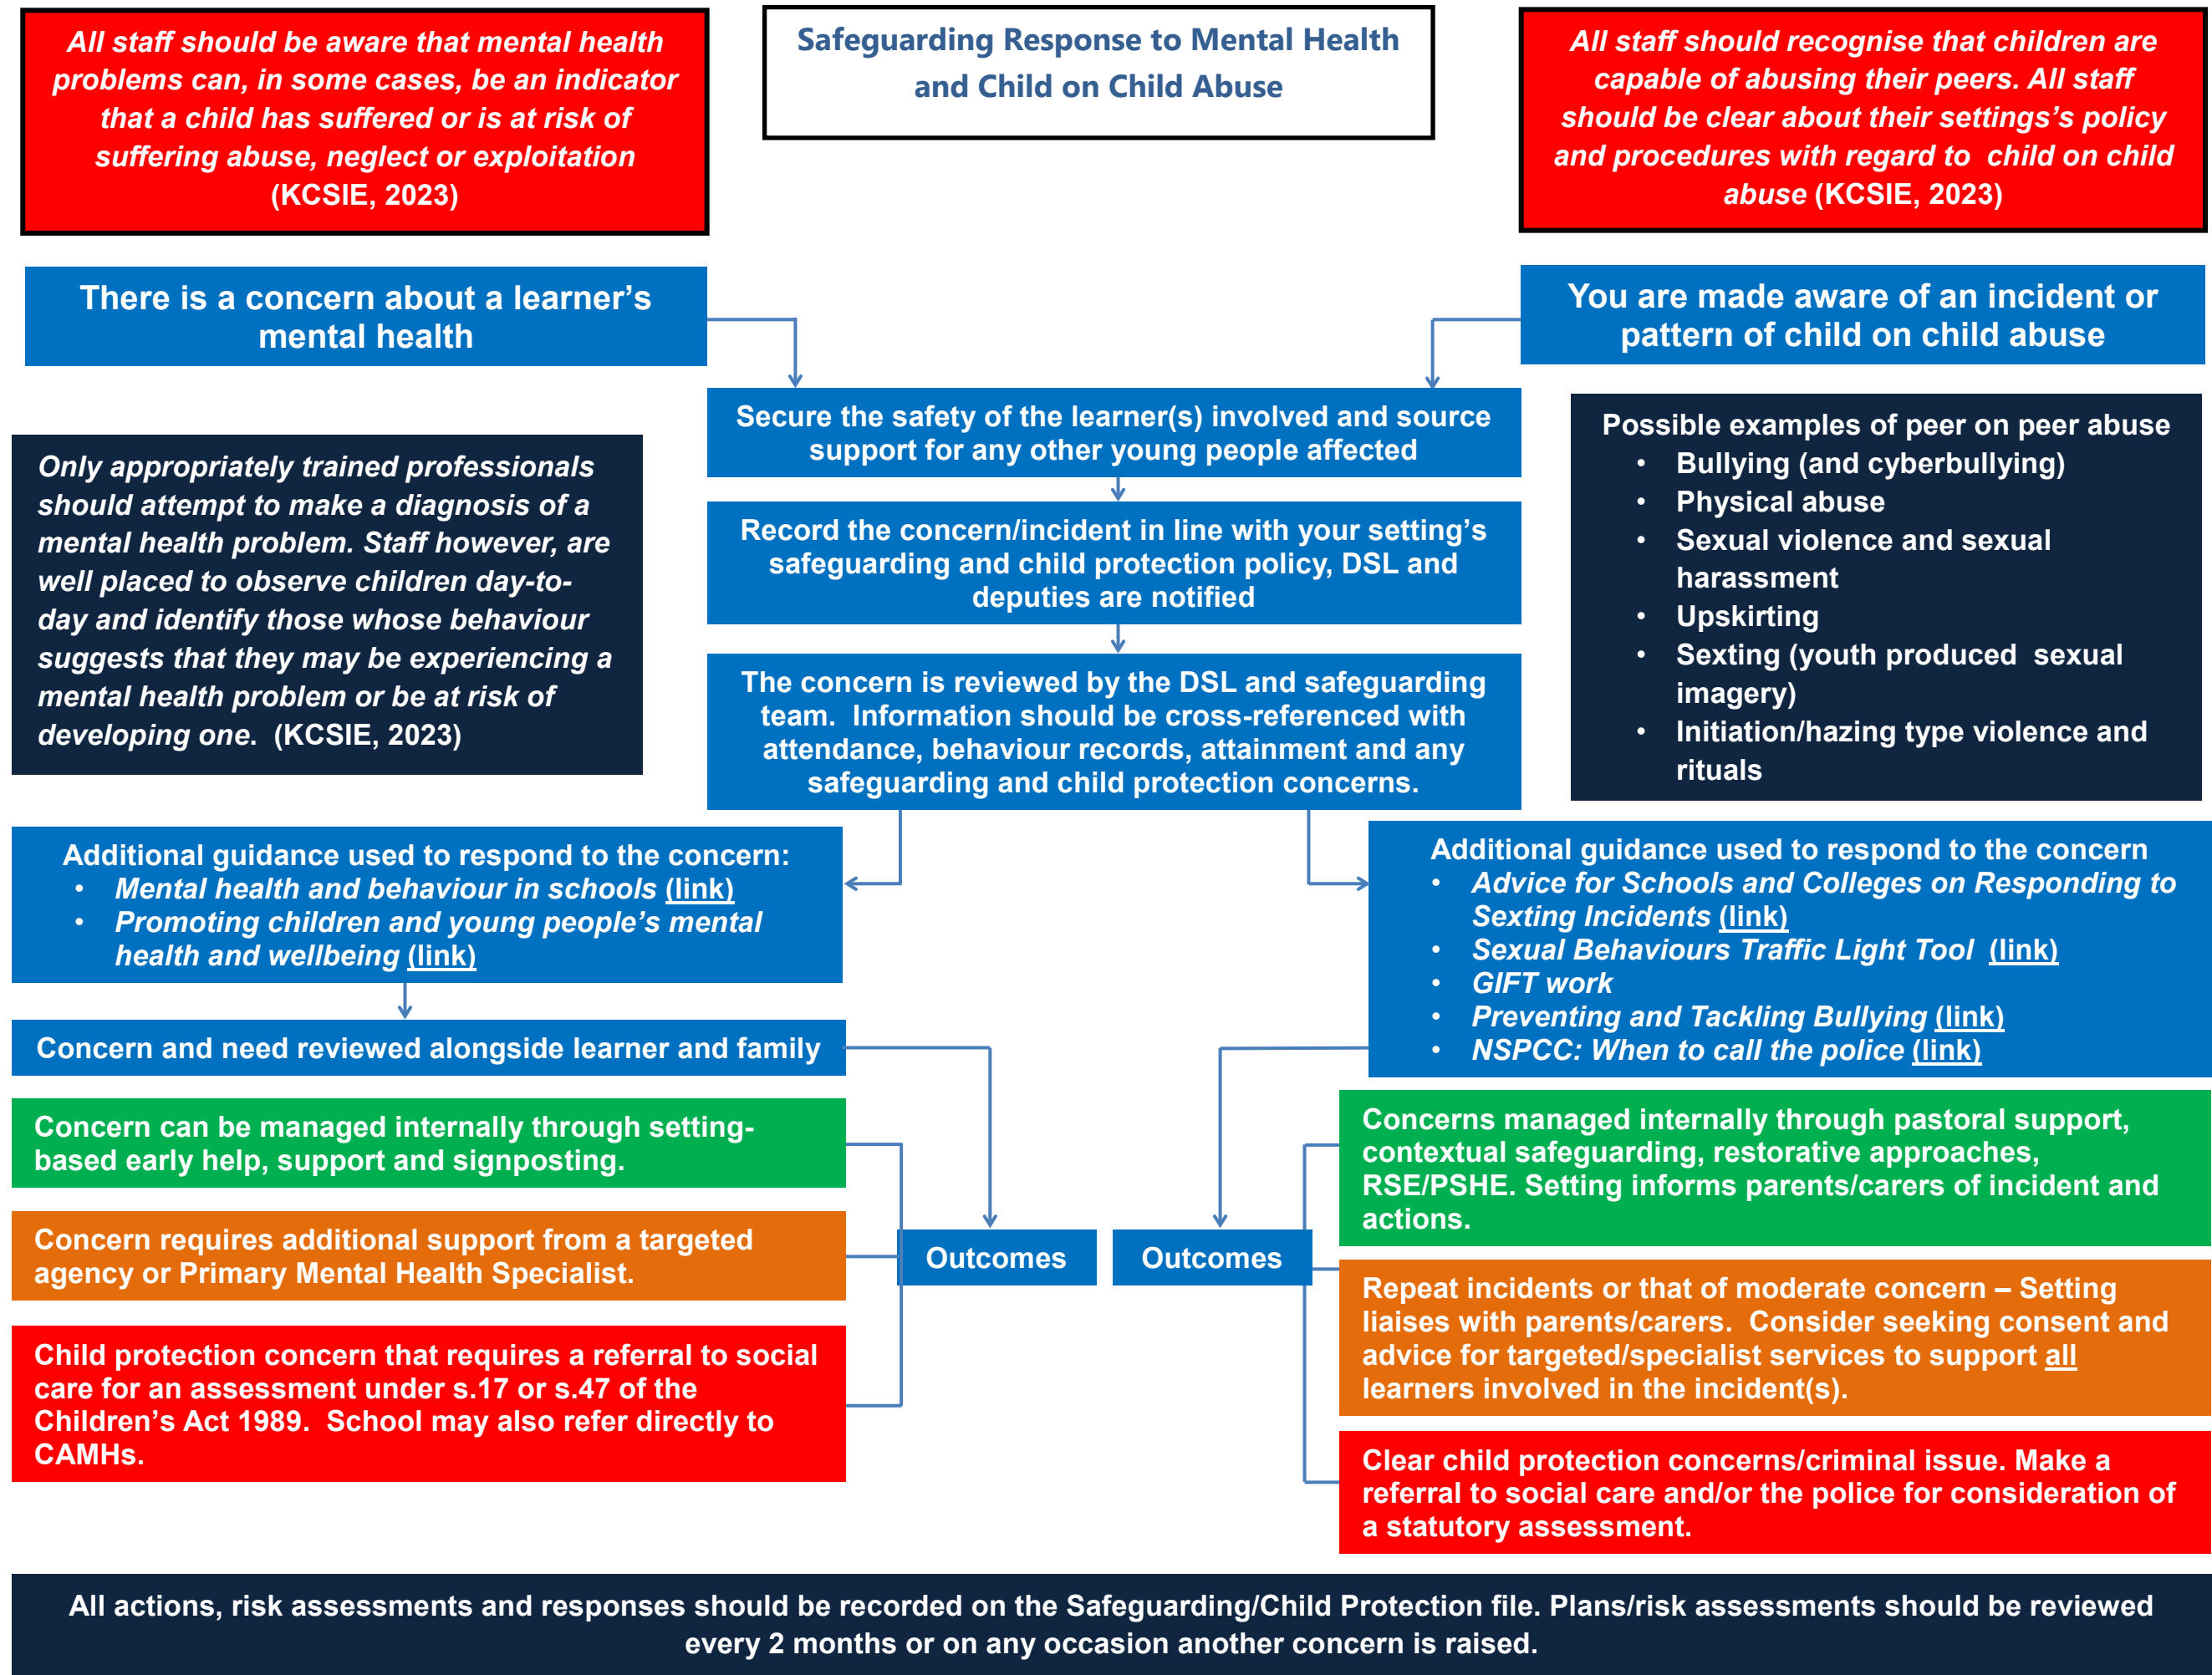 All staff should be aware that mental health
problems can, in some cases, be an indicator
that a child has suffered or is at risk of
suffering abuse, neglect or exploitation
(KCSIE, 2023)
Safeguarding Response to Mental Health
and Child on Child Abuse
All staff should recognise that children are
capable of abusing their peers. All staff
should be clear about their settings's policy
and procedures with regard to child on child
abuse (KCSIE, 2023)
There is a concern about a learner’s
mental health
You are made aware of an incident or
pattern of child on child abuse
Secure the safety of the learner(s) involved and source
support for any other young people affected
Only appropriately trained professionals
should attempt to make a diagnosis of a
mental health problem. Staff however, are
well placed to observe children day-to-
day and identify those whose behaviour
suggests that they may be experiencing a
mental health problem or be at risk of
developing one. (KCSIE, 2023)
Record the concern/incident in line with your setting’s
safeguarding and child protection policy, DSL and
deputies are notified
Possible examples of peer on peer abuse
• Bullying (and cyberbullying)
• Physical abuse
• Sexual violence and sexual
harassment
• Upskirting
• Sexting (youth produced sexual
imagery)
• Initiation/hazing type violence and
rituals
The concern is reviewed by the DSL and safeguarding
team. Information should be cross-referenced with
attendance, behaviour records, attainment and any
safeguarding and child protection concerns.
Additional guidance used to respond to the concern:
• Mental health and behaviour in schools (link)
• Promoting children and young people’s mental
health and wellbeing (link)
Additional guidance used to respond to the concern
• Advice for Schools and Colleges on Responding to
Sexting Incidents (link)
• Sexual Behaviours Traffic Light Tool (link)
• GIFT work
• Preventing and Tackling Bullying (link)
• NSPCC: When to call the police (link)
Concern and need reviewed alongside learner and family
Concern can be managed internally through setting-
based early help, support and signposting.
Concern requires additional support from a targeted
agency or Primary Mental Health Specialist.
Child protection concern that requires a referral to social
care for an assessment under s.17 or s.47 of the
Children’s Act 1989. School may also refer directly to
CAMHs.
Outcomes
Outcomes
Concerns managed internally through pastoral support,
contextual safeguarding, restorative approaches,
RSE/PSHE. Setting informs parents/carers of incident and
actions.
Repeat incidents or that of moderate concern – Setting
liaises with parents/carers. Consider seeking consent and
advice for targeted/specialist services to support all
learners involved in the incident(s).
Clear child protection concerns/criminal issue. Make a
referral to social care and/or the police for consideration of
a statutory assessment.
All actions, risk assessments and responses should be recorded on the Safeguarding/Child Protection file. Plans/risk assessments should be reviewed
every 2 months or on any occasion another concern is raised.